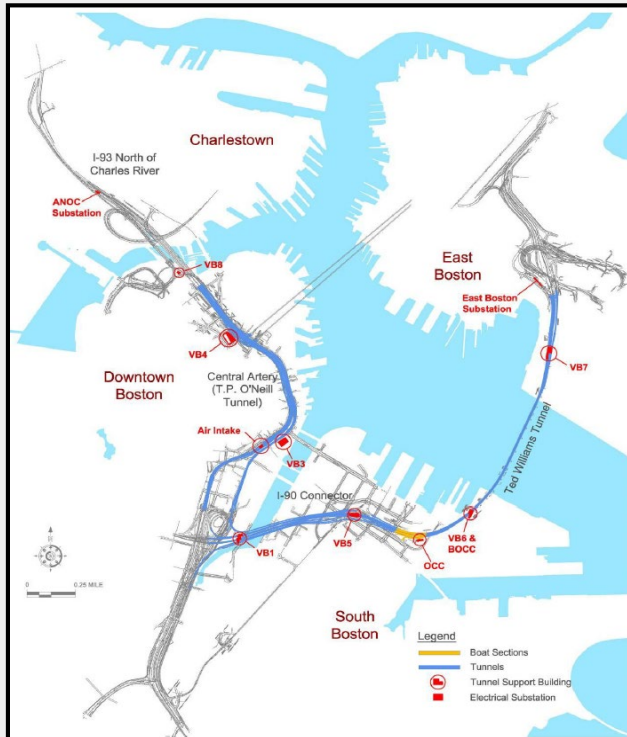 Charlestown
I-93 North of
Charles River
ANOC
Substation
VB8
East
Boston
East Boston
Substation
VB4
VB7
Downtown
Boston
Central Artery
(T.P. O'Neill
Tunnel)
Air Intake
VB3
Ted Williams Tunnel
I-90 Connector
VB1
VB5
VB6 &
BOCC
OCC
0
0.25 MILE
South
Boston
Legend
Boat Sections
Tunnels
Tunnel Support Building
Electrical Substation